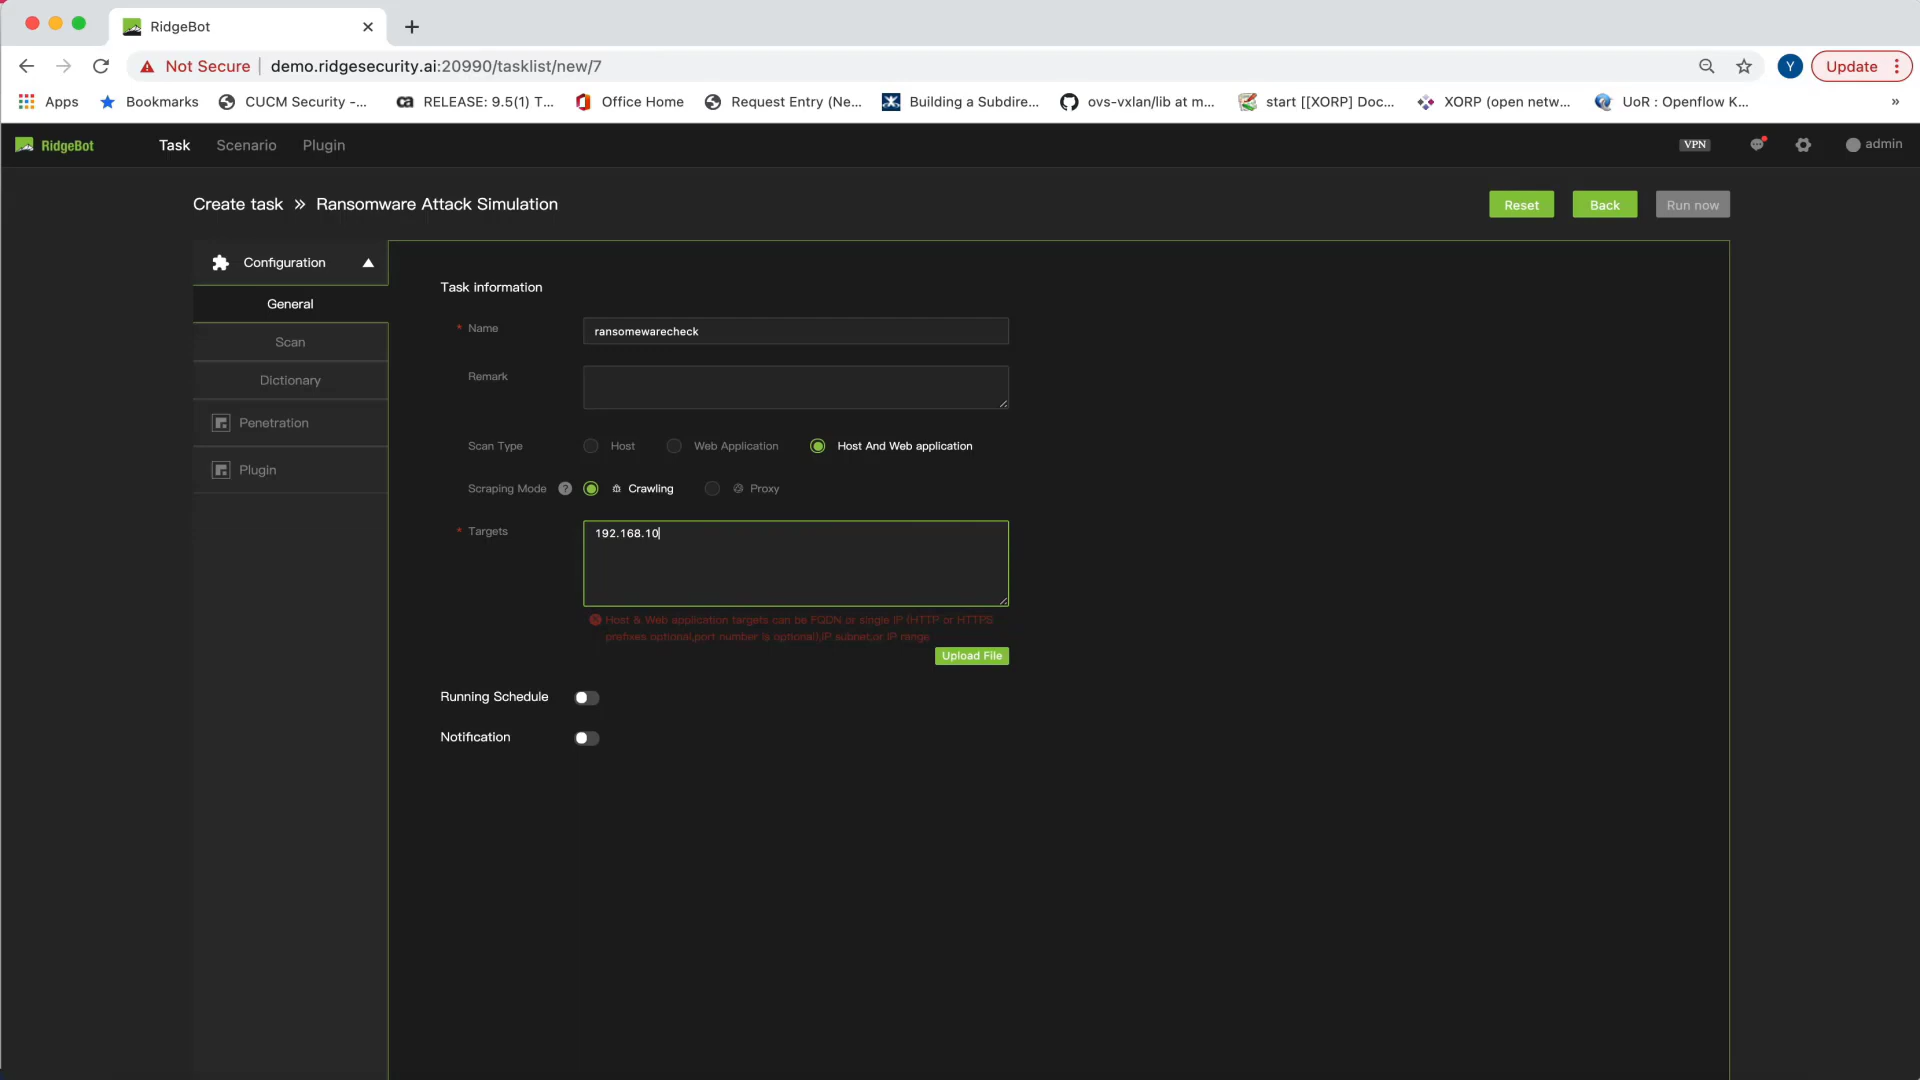 RidgeBot
Not Secure | demo.ridgesecurity.ai:20990/tasklist/new/7
Y
Update
Apps
Bookmarks
CUCM Security -...
RELEASE: 9.5(1) T...
Office Home
Request Entry (Ne...
Building a Subdire...
ovs-vxlan/lib at m...
start [[XORP] Doc...
XORP (open netw...
UoR : Openflow K...
»
RidgeBot
Task
Scenario
Plugin
VPN
admin
Create task » Ransomware Attack Simulation
Reset
Back
Run now
Configuration
General
Scan
Dictionary
Penetration
Plugin
Task information
* Name
ransomewarecheck
Remark
Scan Type
Host
Web Application
Host And Web application
Scraping Mode ?
Crawling
Proxy
* Targets
192.168.10
Host & Web application targets can be FQDN or single IP (HTTP or HTTPS
prefixes optional,port number is optional),IP subnet,or IP range
Upload File
Running Schedule
Notification